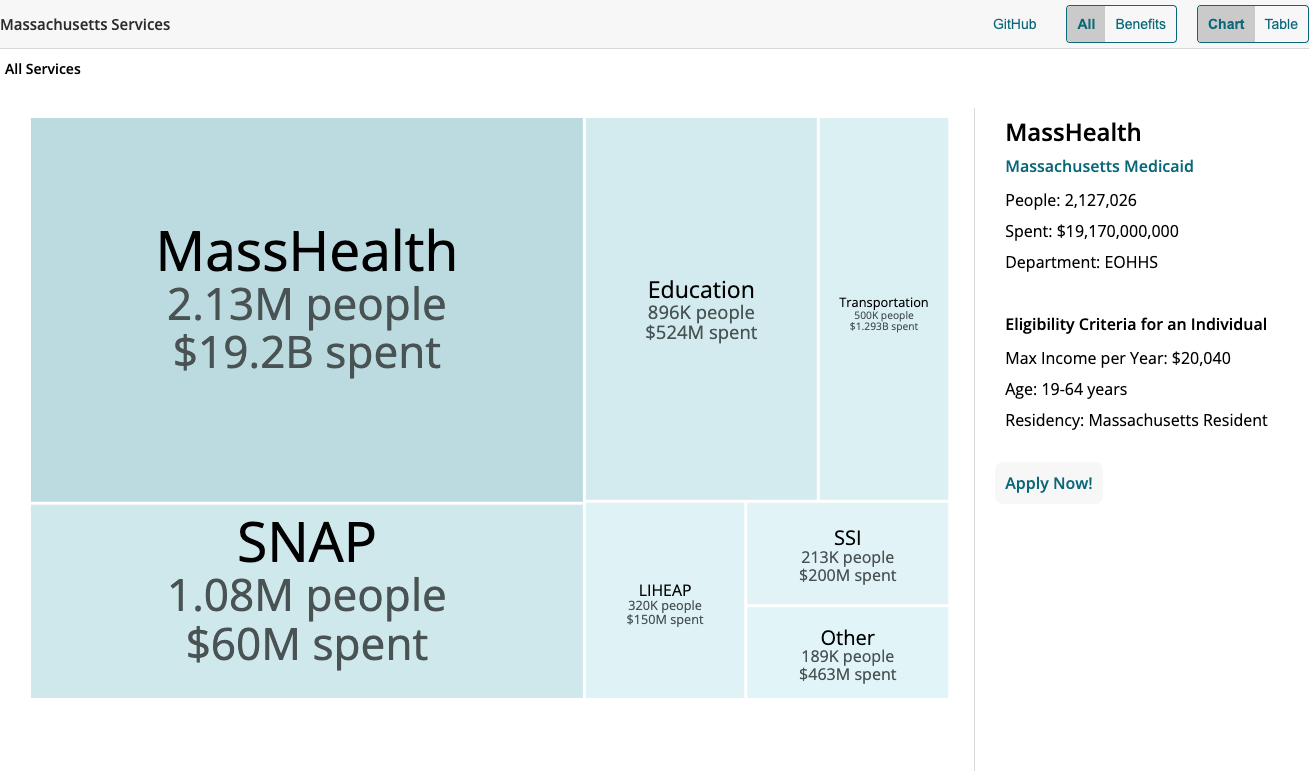 Massachusetts Services
GitHub
All
Benefits
Chart
Table
All Services
MassHealth
2.13M people
$19.2B spent
Education
896K people
$524M spent
Transportation
500K people
$1.293B spent
SNAP
1.08M people
$60M spent
LIHEAP
320K people
$150M spent
SSI
213K people
$200M spent
Other
189K people
$463M spent
MassHealth
Massachusetts Medicaid
People: 2,127,026
Spent: $19,170,000,000
Department: EOHHS
Eligibility Criteria for an Individual
Max Income per Year: $20,040
Age: 19-64 years
Residency: Massachusetts Resident
Apply Now!